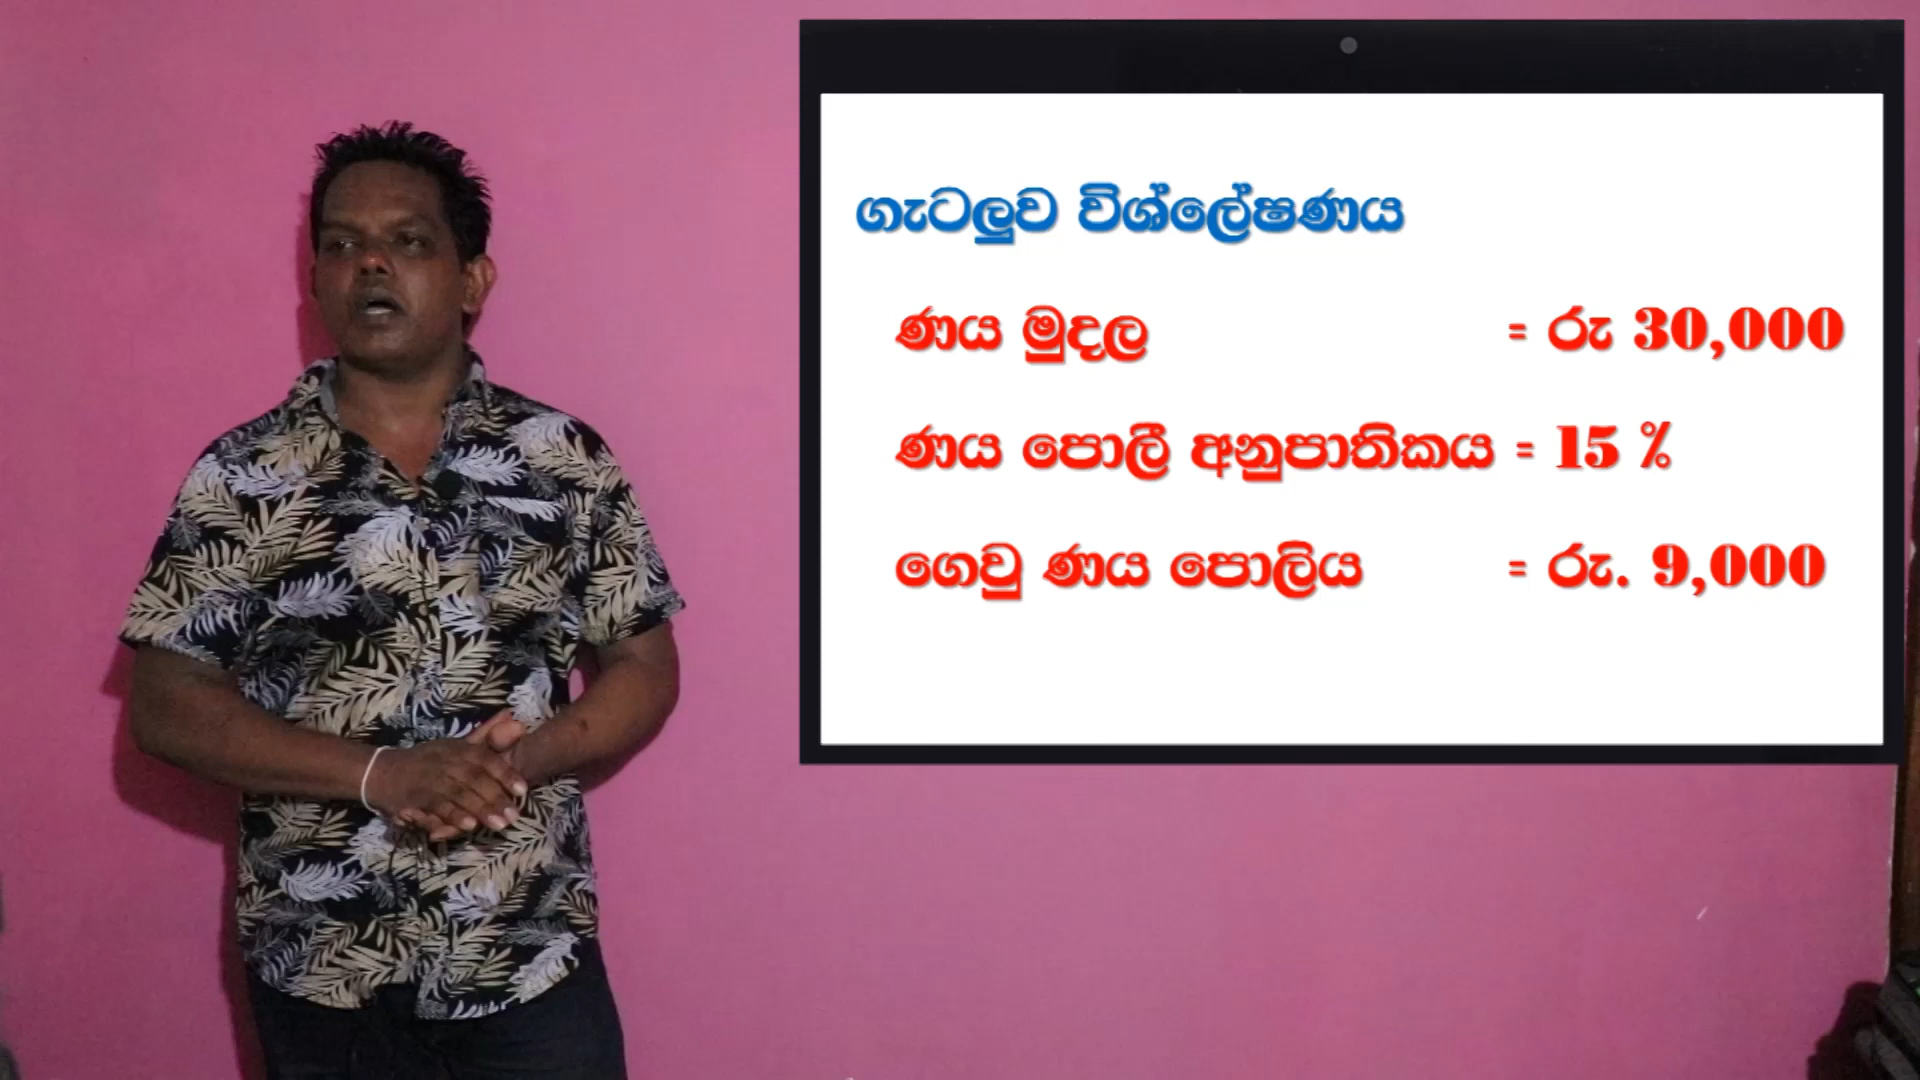 ගැටලුව විශ්ලේෂණය
ණය මුදල = රු 30,000
ණය පොලී අනුපාතිකය = 15 %
ගෙවූ ණය පොලිය = රු. 9,000